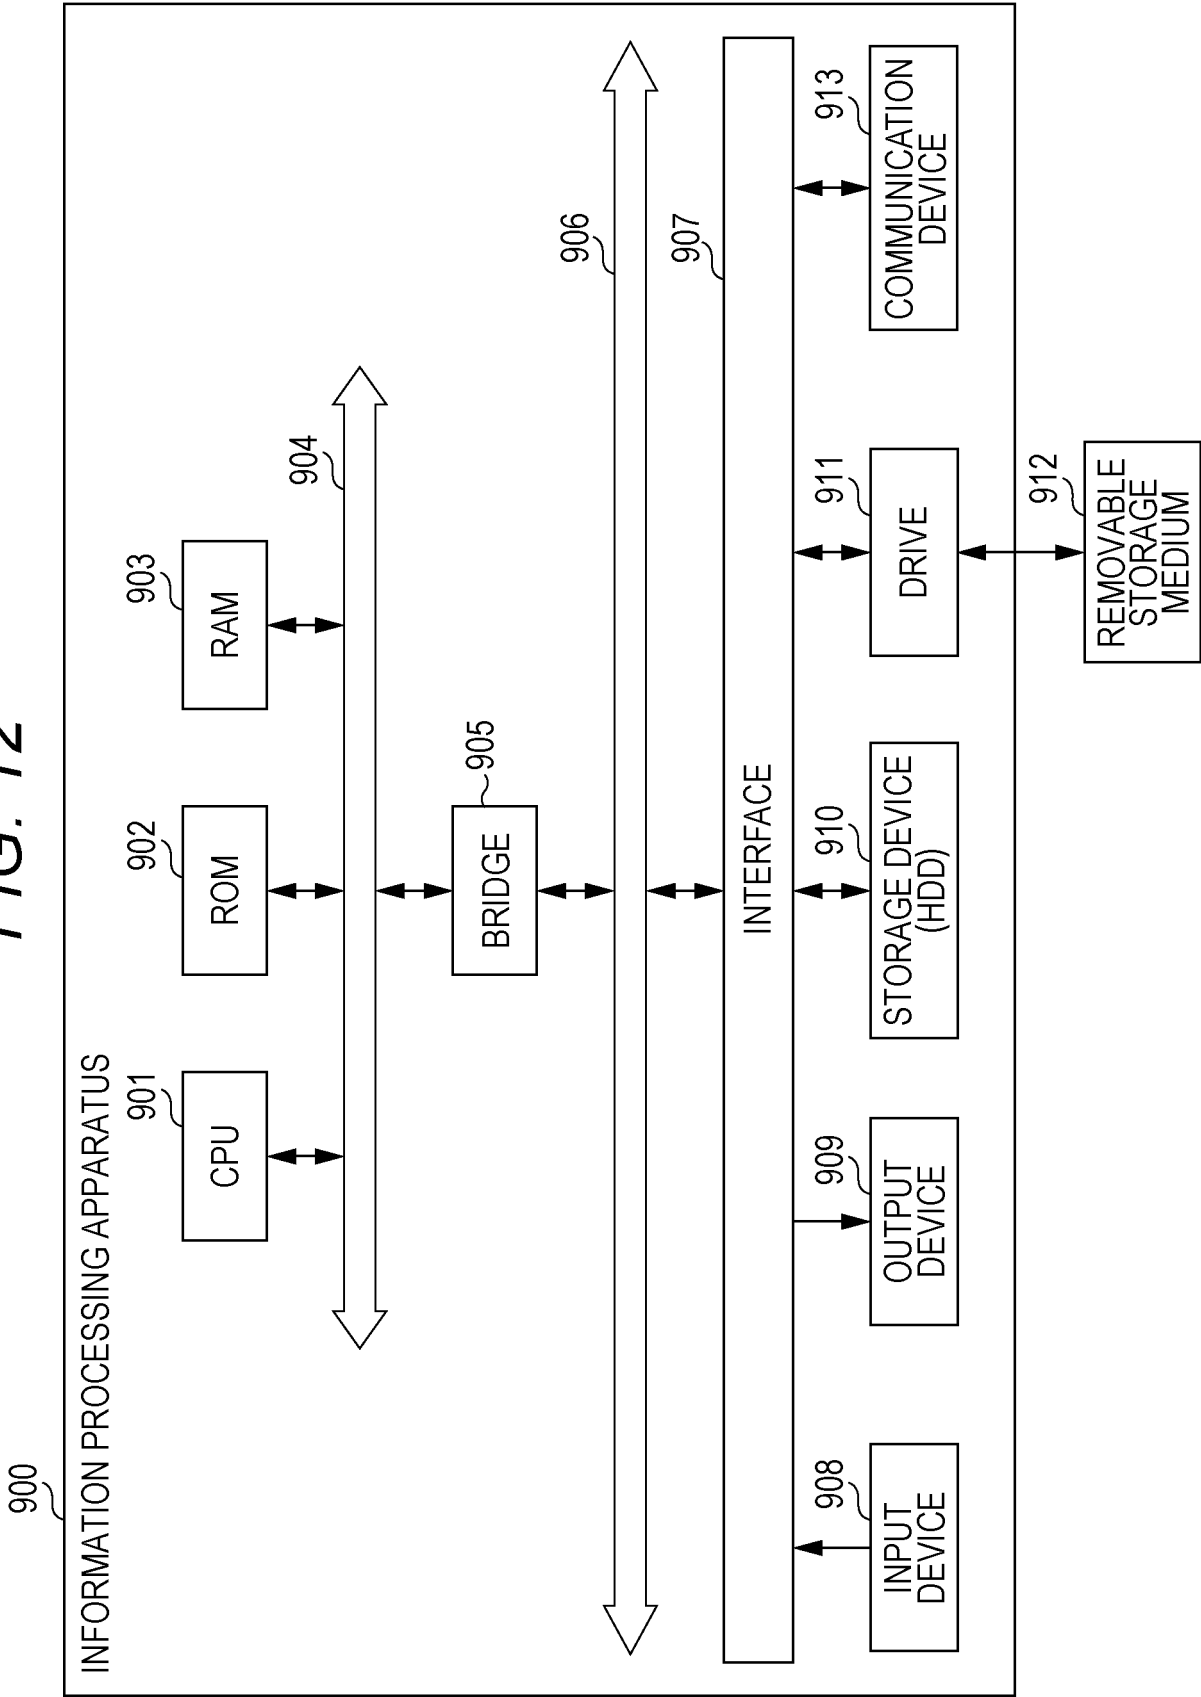 FIG. 12
900
INFORMATION PROCESSING APPARATUS
901
CPU
902
ROM
903
RAM
904
905
BRIDGE
906
907
INTERFACE
908
INPUT
DEVICE
909
OUTPUT
DEVICE
910
STORAGE DEVICE
(HDD)
911
DRIVE
913
COMMUNICATION
DEVICE
912
REMOVABLE
STORAGE
MEDIUM